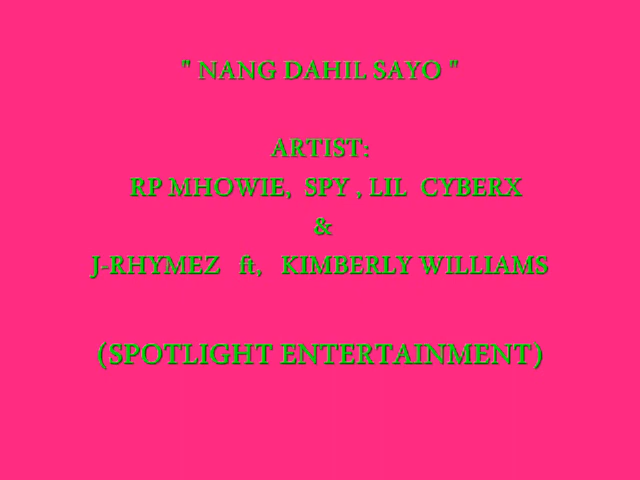 " NANG DAHIL SAYO "
ARTIST:
RP MHOWIE, SPY , LIL CYBERX
&
J-RHYMEZ ft, KIMBERLY WILLIAMS
(SPOTLIGHT ENTERTAINMENT)